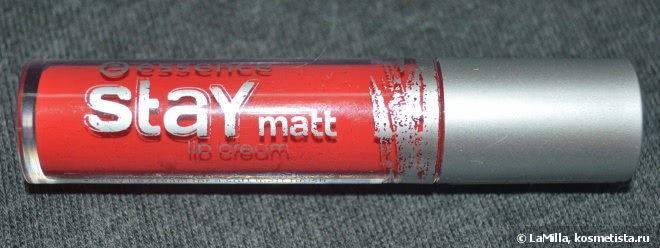 essence
stay matt
lip cream
© LaMilla, kosmetista.ru